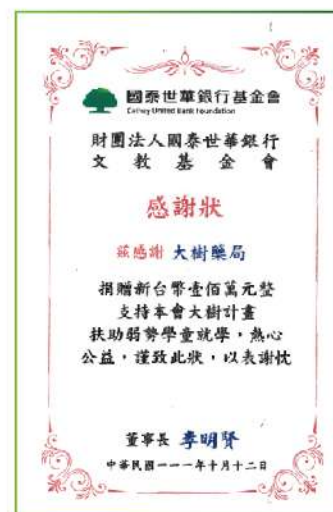 國泰世華銀行基金會
Cathay United Bank Foundation
財團法人國泰世華銀行
文教基金會
感謝狀
茲感謝 大樹藥局
捐贈新台幣壹佰萬元整
支持本會大樹計畫
扶助弱勢學童就學，熱心
公益，謹致此狀，以表謝忱
董事長 李明賢
中華民國一一一年十月十二日